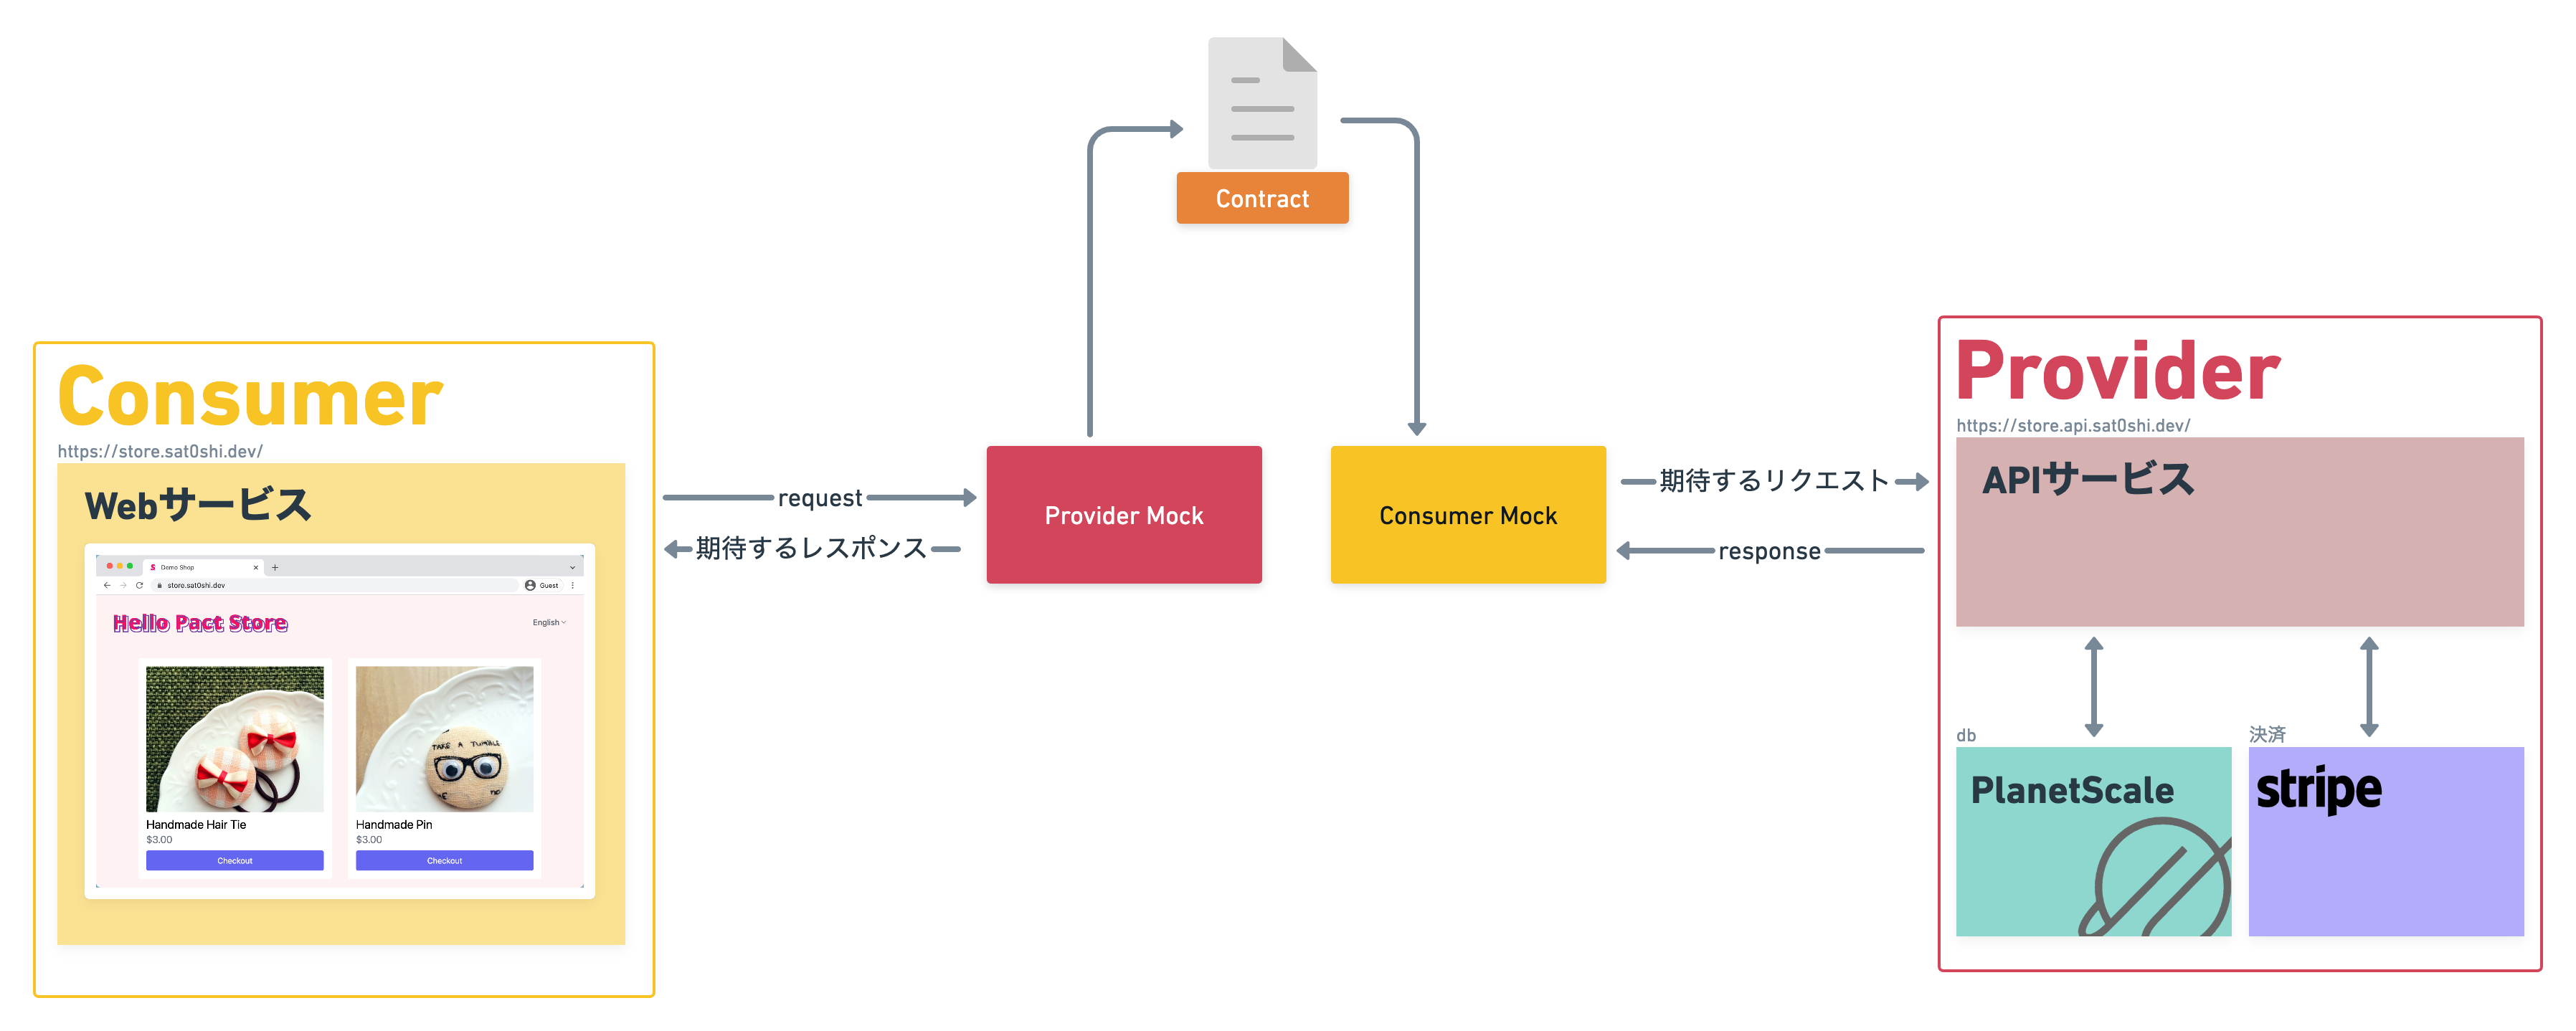 Contract
Consumer
https://store.sat0shi.dev/
Webサービス
Demo Shop
store.sat0shi.dev
Guest
Hello Pact Store
English
TAKE A TUMBLE
Handmade Hair Tie
$3.00
Checkout
Handmade Pin
$3.00
Checkout
request
期待するレスポンス
Provider Mock
Consumer Mock
期待するリクエスト
response
Provider
https://store.api.sat0shi.dev/
APIサービス
db
PlanetScale
決済
stripe